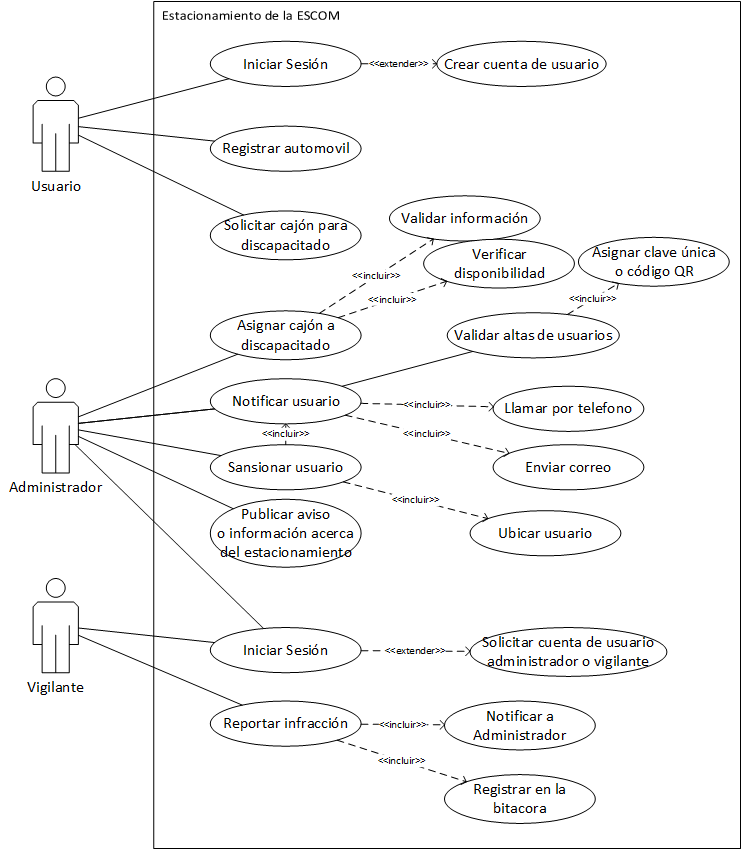 Estacionamiento de la ESCOM
Iniciar Sesión
<<extender>>
Crear cuenta de usuario
Usuario
Registrar automovil
Solicitar cajón para
discapacitado
Validar información
Verificar
disponibilidad
Asignar clave única
o código QR
<<incluir>>
<<incluir>>
<<incluir>>
Asignar cajón a
discapacitado
Validar altas de usuarios
Notificar usuario
<<incluir>>
Llamar por telefono
<<incluir>>
<<incluir>>
Administrador
Sansionar usuario
Enviar correo
<<incluir>>
Publicar aviso
o información acerca
del estacionamiento
Ubicar usuario
Vigilante
Iniciar Sesión
<<extender>>
Solicitar cuenta de usuario
administrador o vigilante
Reportar infracción
<<incluir>>
Notificar a
Administrador
<<incluir>>
Registrar en la
bitacora